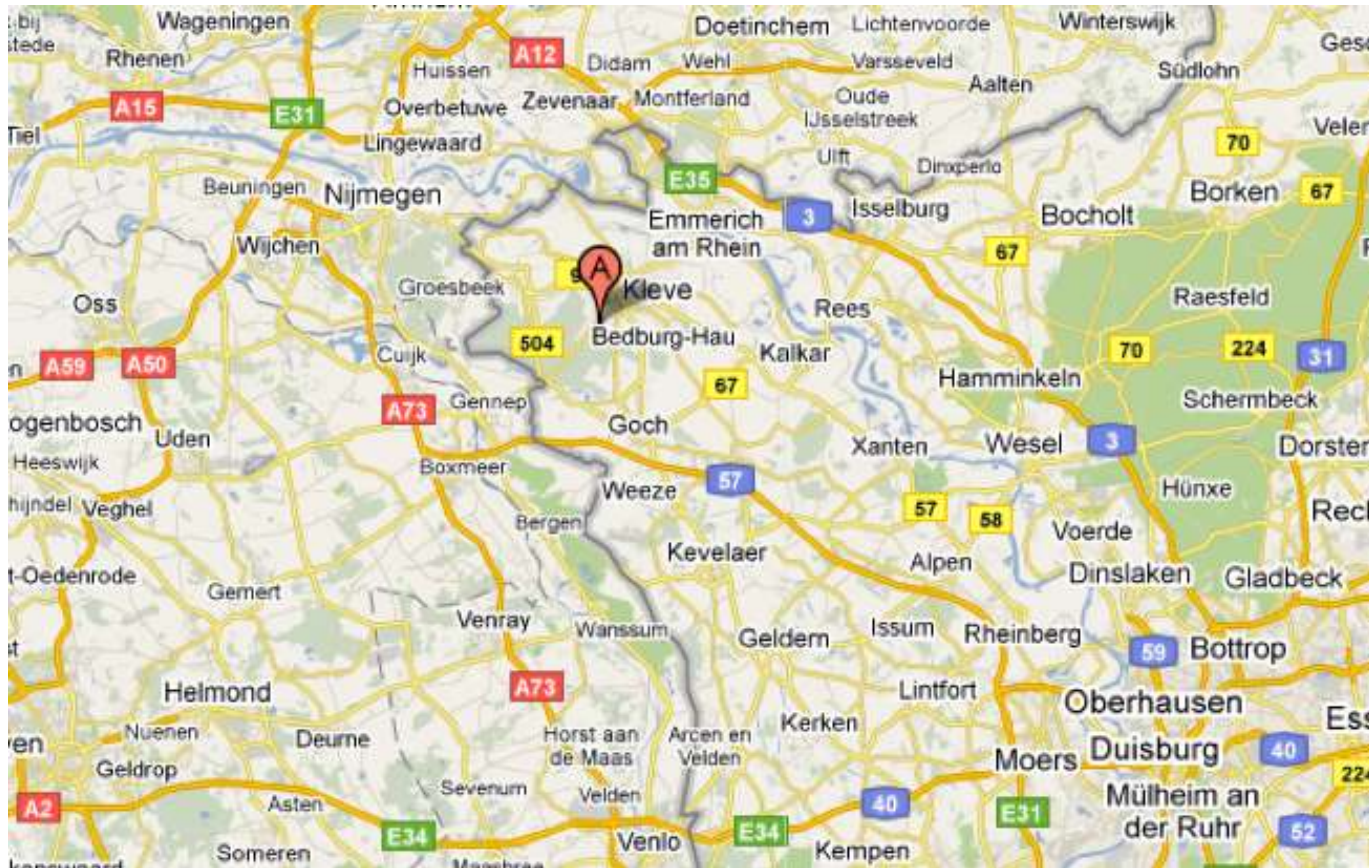 bij
Wageningen
Doetinchem
Lichtenvoorde
Winterswijk
stede
Rhenen
A12
Huissen
Didam
Wehl
Varsseveld
Südlohn
Aalten
A15
E31
Overbetuwe
Zevenaar
Montferland
Oude
IJsselstreek
Tiel
Lingewaard
70
Ulft
Dinxperlo
Beuningen
Nijmegen
E35
Borken
67
Emmerich
am Rhein
3
Isselburg
Bocholt
Wijchen
67
A
Kleve
Groesbeek
Oss
Rees
Raesfeld
504
Bedburg-Hau
Kalkar
A59
A50
Cuijk
70
224
31
67
Hamminkeln
Gennep
A73
Schermbeck
ogenbosch
Uden
Goch
Xanten
Wesel
3
Dorsten
Heeswijk
Boxmeer
57
Hünxe
hijndel
Veghel
Weeze
57
58
Bergen
Voerde
Kevelaer
Alpen
t-Oedenrode
Dinslaken
Gladbeck
Gemert
Venray
Wanssum
Geldern
Issum
Rheinberg
59
Bottrop
Helmond
A73
Lintfort
Oberhausen
Nuenen
Deurne
Horst aan
de Maas
Arcen en
Velden
Kerken
ven
Geldrop
Moers
Duisburg
40
224
Sevenum
Velden
A2
Asten
40
E31
Mülheim an
der Ruhr
E34
E34
52
Someren
Venlo
Kempen